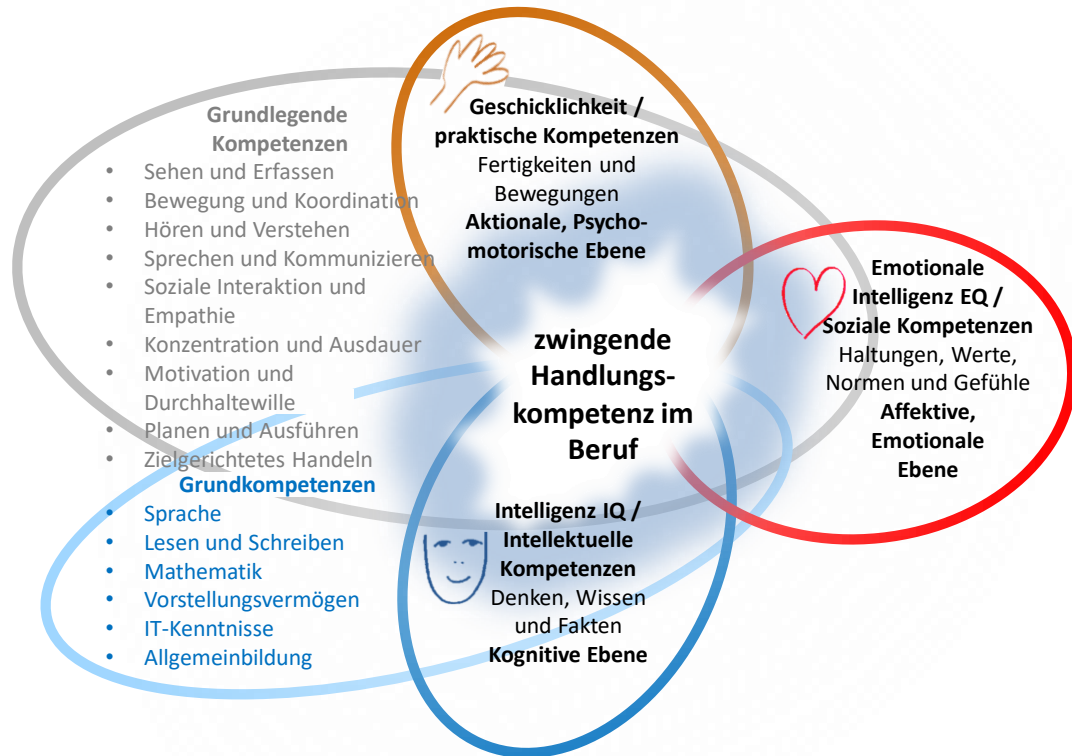 Grundlegende
Kompetenzen
• Sehen und Erfassen
• Bewegung und Koordination
• Hören und Verstehen
• Sprechen und Kommunizieren
• Soziale Interaktion und
Empathie
• Konzentration und Ausdauer
• Motivation und
Durchhaltewille
• Planen und Ausführen
• Zielgerichtetes Handeln
Grundkompetenzen
• Sprache
• Lesen und Schreiben
• Mathematik
• Vorstellungsvermögen
• IT-Kenntnisse
• Allgemeinbildung
Geschicklichkeit /
praktische Kompetenzen
Fertigkeiten und
Bewegungen
Aktionale, Psycho-
motorische Ebene
zwingende
Handlungs-
kompetenz im
Beruf
Emotionale
Intelligenz EQ /
Soziale Kompetenzen
Haltungen, Werte,
Normen und Gefühle
Affektive,
Emotionale
Ebene
Intelligenz IQ /
Intellektuelle
Kompetenzen
Denken, Wissen
und Fakten
Kognitive Ebene